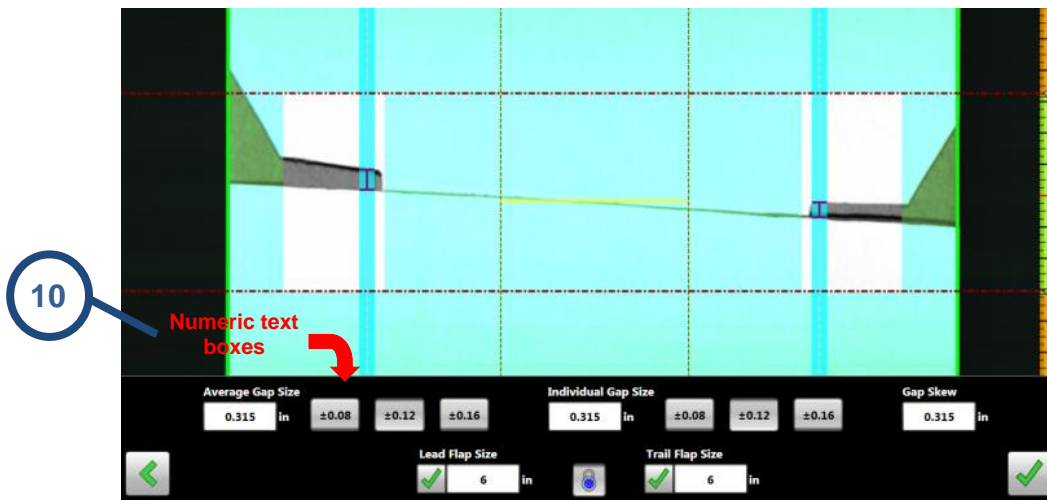 10
Numeric text
boxes
Average Gap Size
0.315 in ±0.08 ±0.12 ±0.16
Individual Gap Size
0.315 in ±0.08 ±0.12 ±0.16
Gap Skew
0.315 in
Lead Flap Size
6 in
Trail Flap Size
6 in